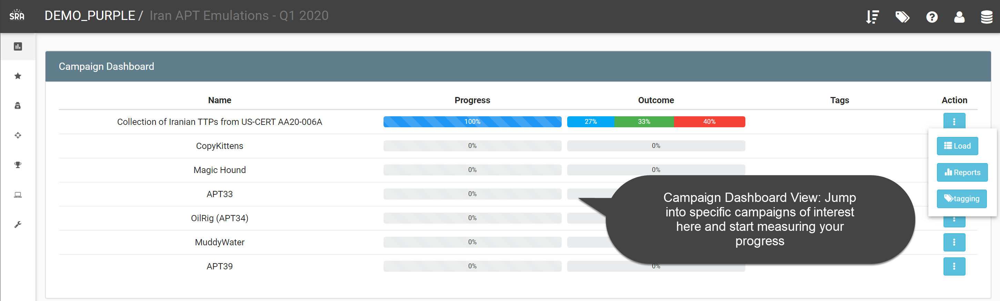 SRA
DEMO_PURPLE / Iran APT Emulations - Q1 2020
Campaign Dashboard
Name Progress Outcome Tags Action
Collection of Iranian TTPs from US-CERT AA20-006A 100% 27% 33% 40%
CopyKittens 0% 0%
Load
Magic Hound 0% 0%
Reports
APT33 0%
tagging
Campaign Dashboard View: Jump
into specific campaigns of interest
here and start measuring your
progress
OilRig (APT34) 0%
MuddyWater 0%
APT39 0% 0%